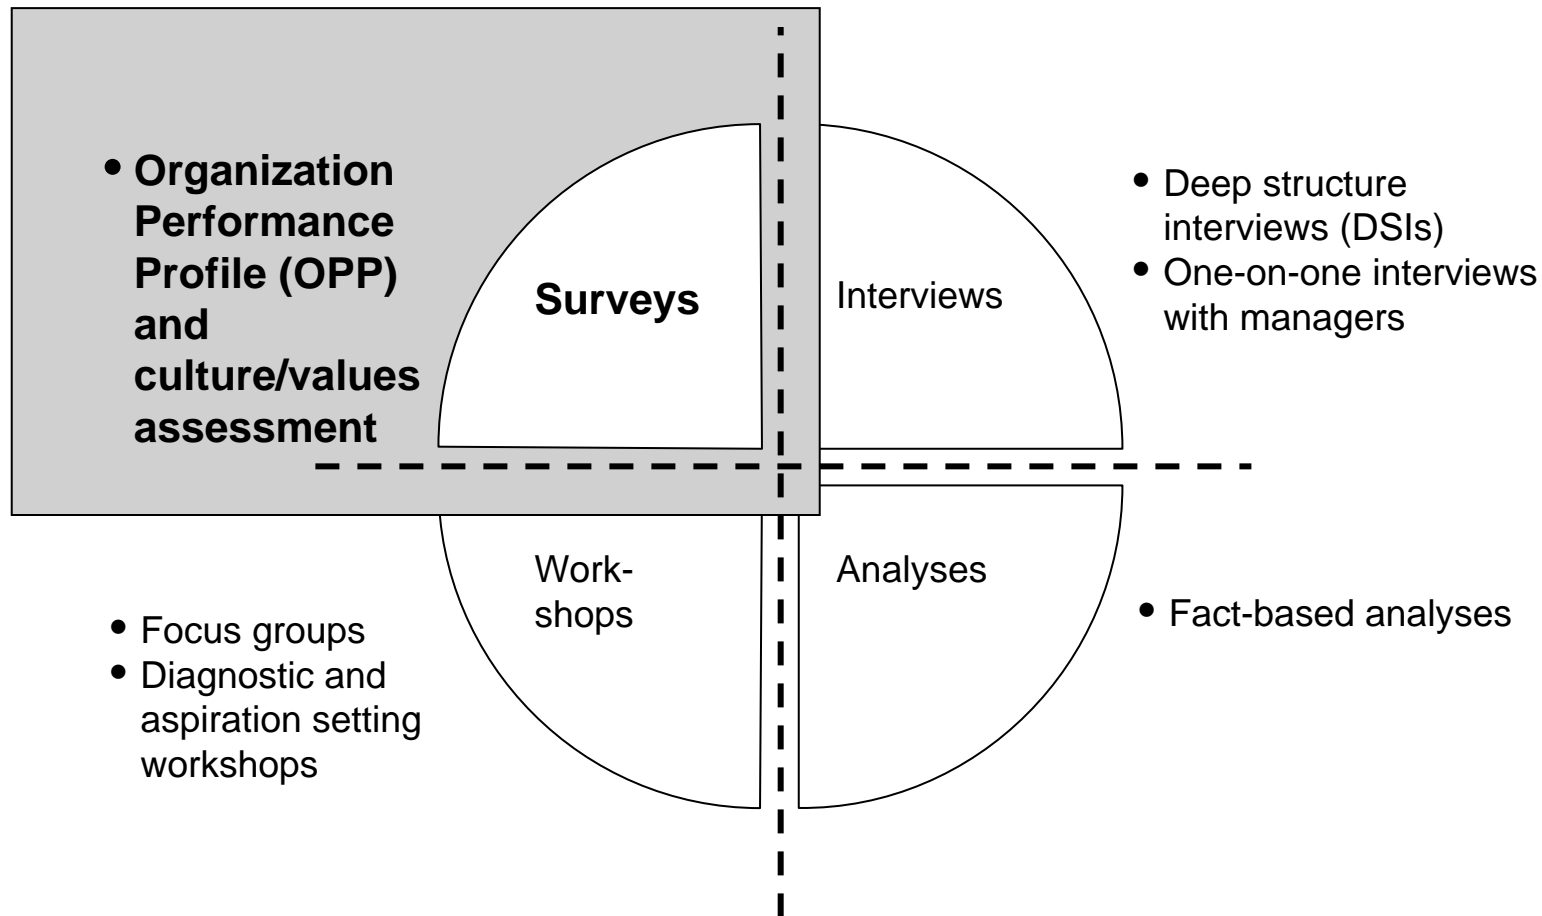 • Organization
Performance
Profile (OPP)
and
culture/values
assessment
Surveys
Interviews
• Deep structure
interviews (DSIs)
• One-on-one interviews
with managers
Work-
shops
• Focus groups
• Diagnostic and
aspiration setting
workshops
Analyses
• Fact-based analyses